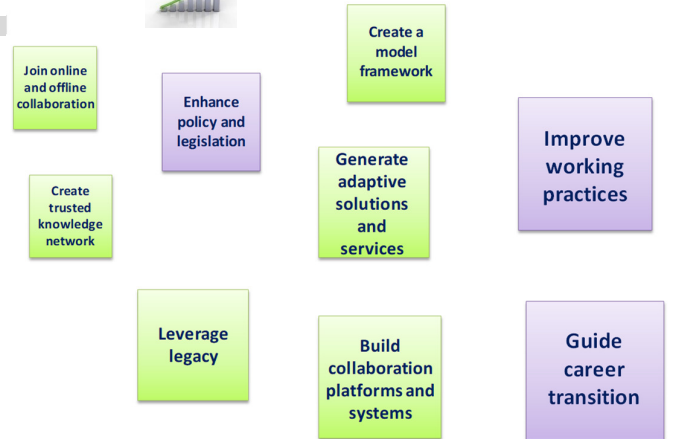 Create a
model
framework
Join online
and offline
collaboration
Enhance
policy and
legislation
Improve
working
practices
Generate
adaptive
solutions
and
services
Create
trusted
knowledge
network
Leverage
legacy
Build
collaboration
platforms and
systems
Guide
career
transition